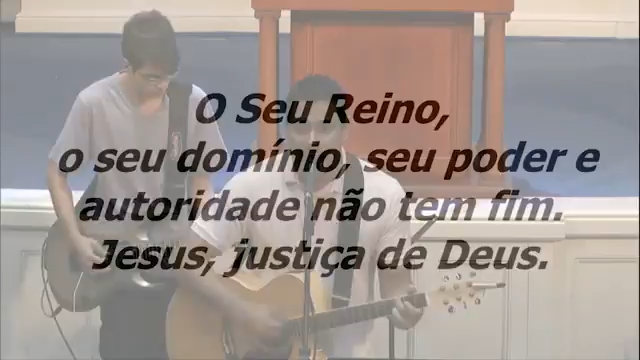 O Seu Reino,
o seu domínio, seu poder e
autoridade não tem fim.
Jesus, justiça de Deus.